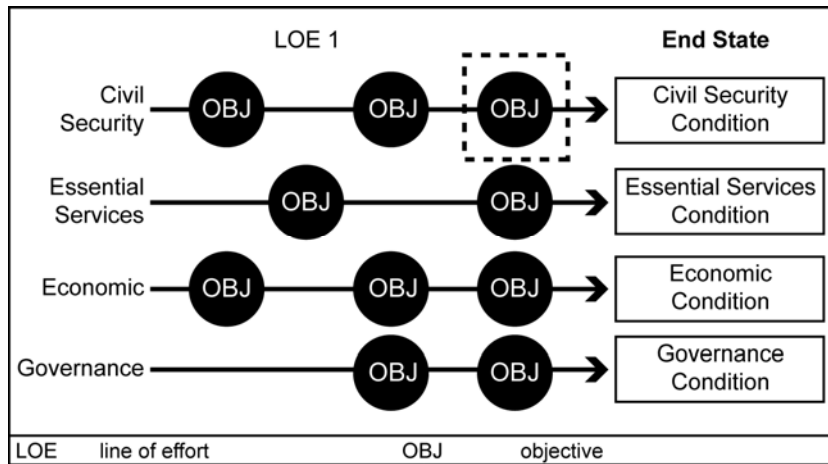 LOE 1
End State
Civil
Security
OBJ
OBJ
OBJ
Civil Security
Condition
Essential
Services
OBJ
OBJ
Essential Services
Condition
Economic
OBJ
OBJ
OBJ
Economic
Condition
Governance
OBJ
OBJ
Governance
Condition
LOE line of effort OBJ objective